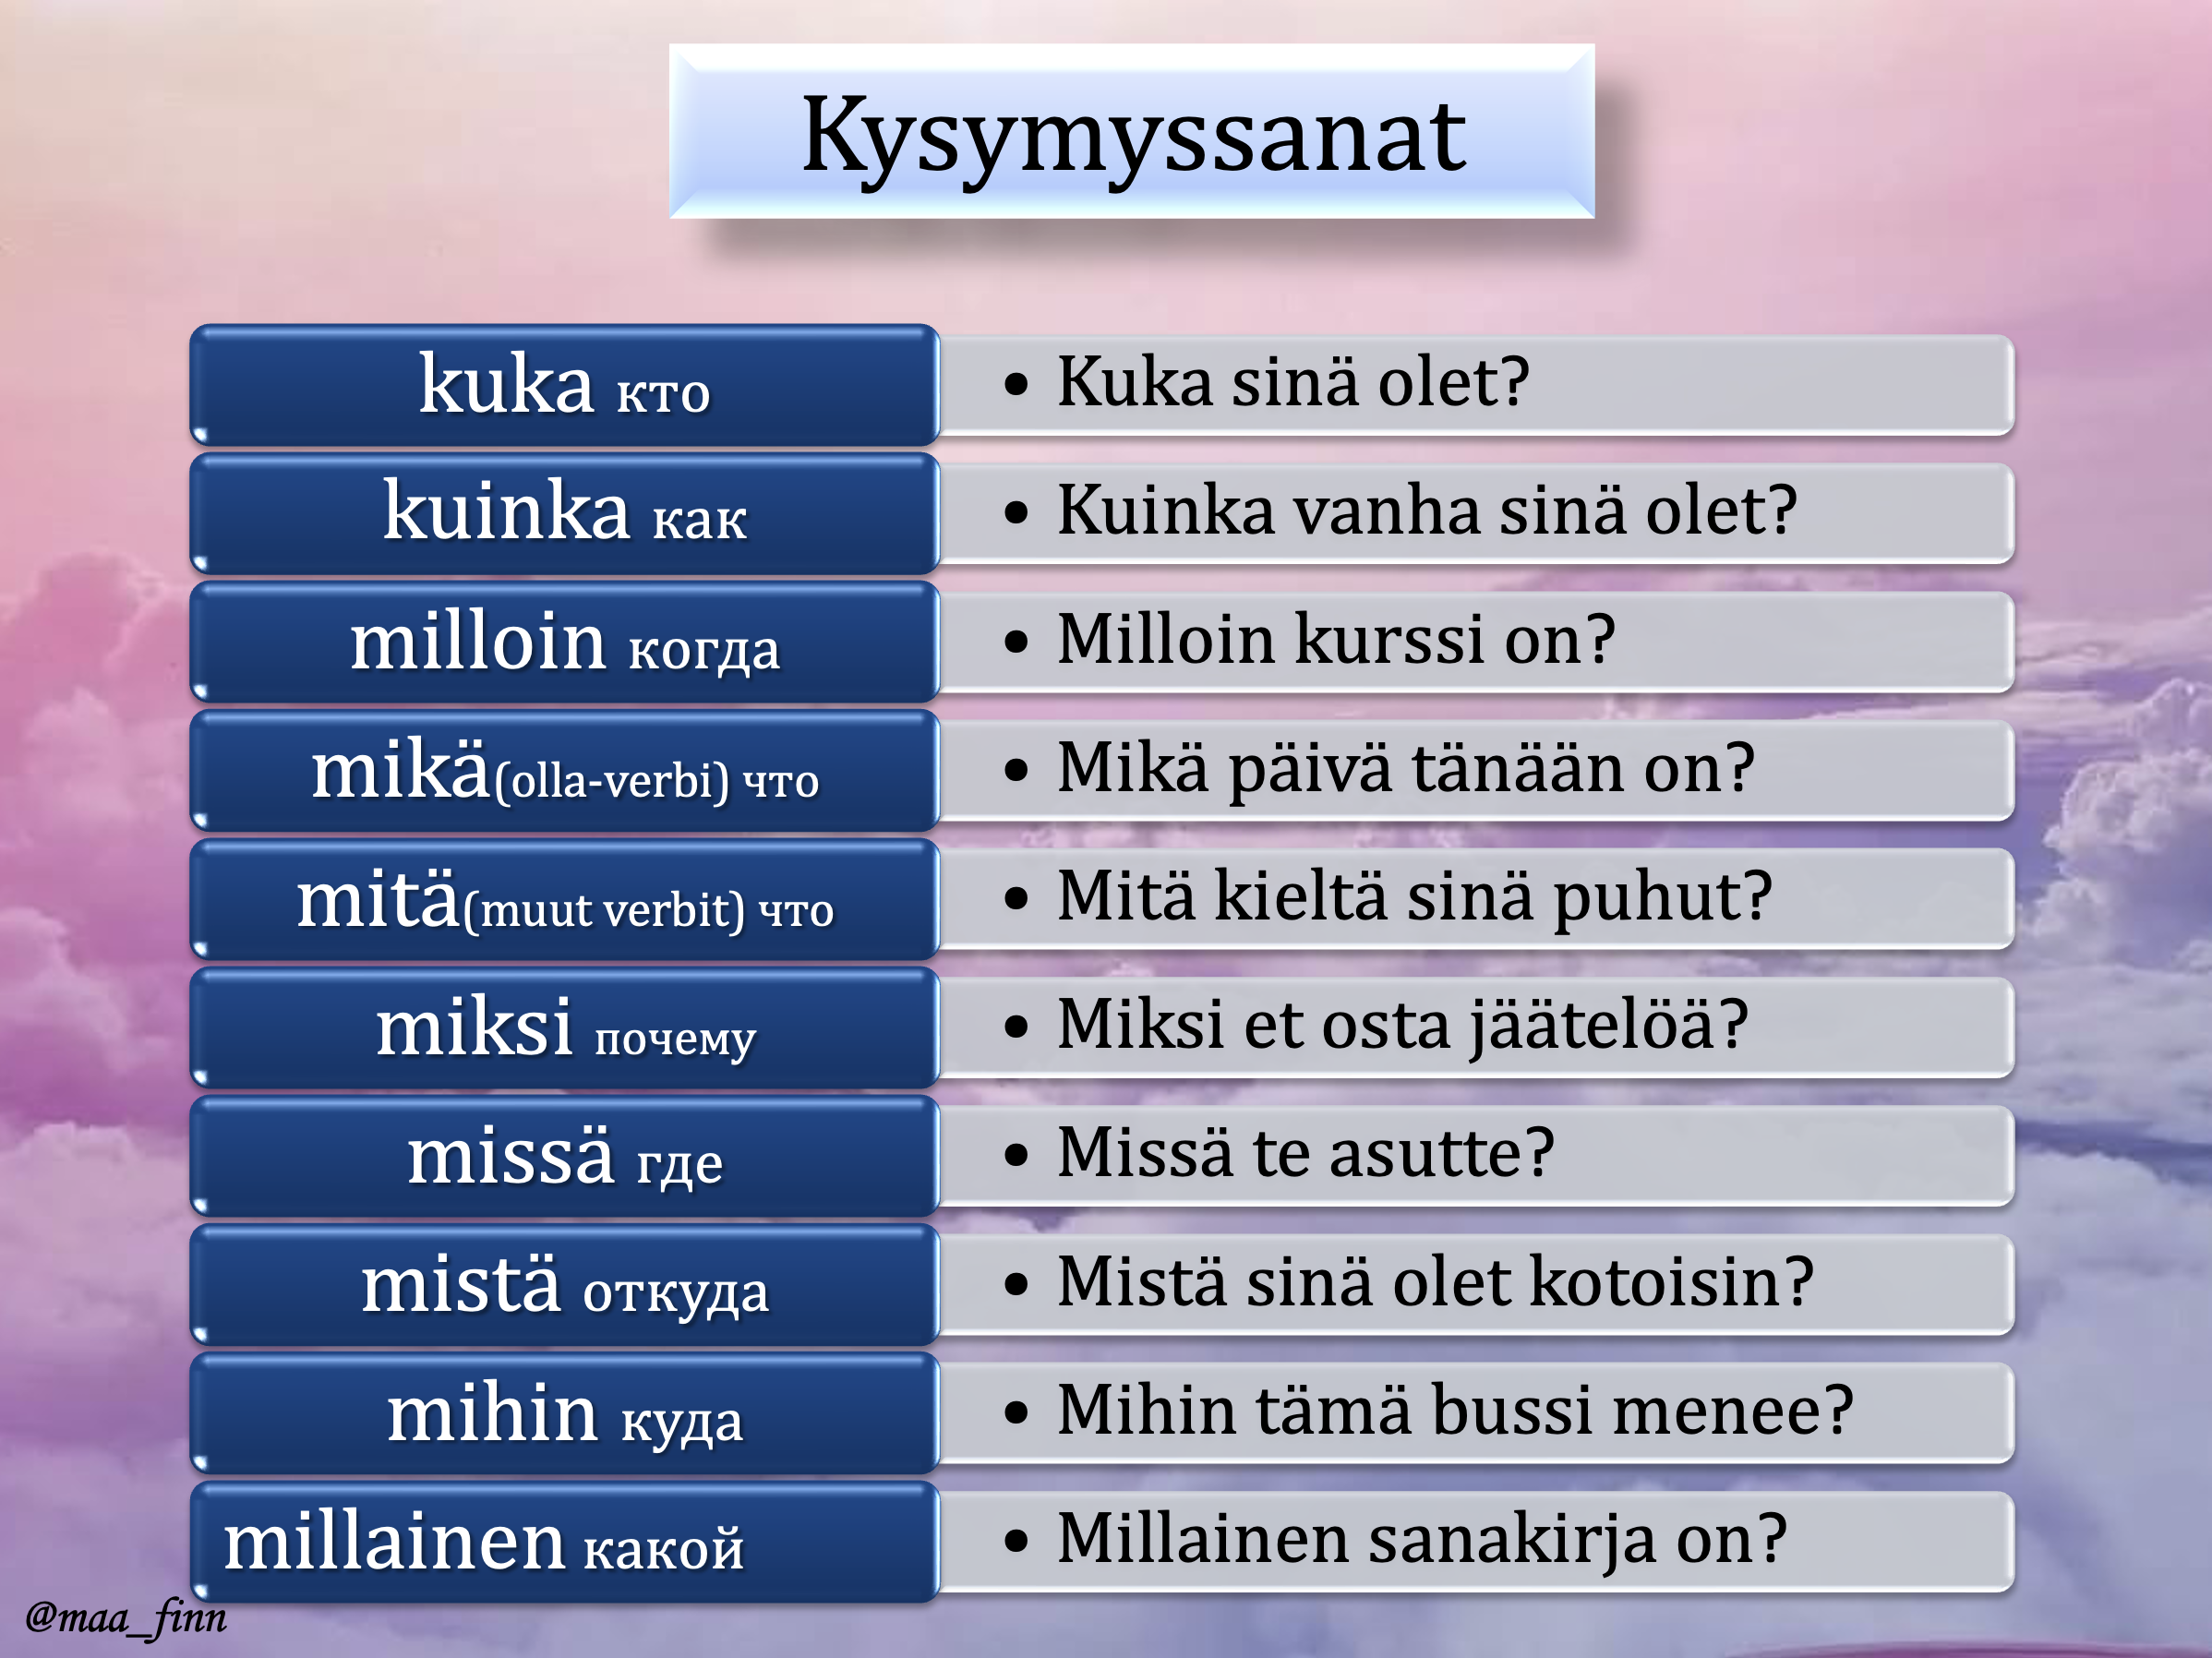 Kysymyssanat
kuka кто
• Kuka sinä olet?
kuinka как
• Kuinka vanha sinä olet?
milloin когда
• Milloin kurssi on?
mikä(olla-verbi) что
• Mikä päivä tänään on?
mitä(muut verbit) что
• Mitä kieltä sinä puhut?
miksi почему
• Miksi et osta jäätelöä?
missä где
• Missä te asutte?
mistä откуда
• Mistä sinä olet kotoisin?
mihin куда
• Mihin tämä bussi menee?
millainen какой
• Millainen sanakirja on?
@maa_finn